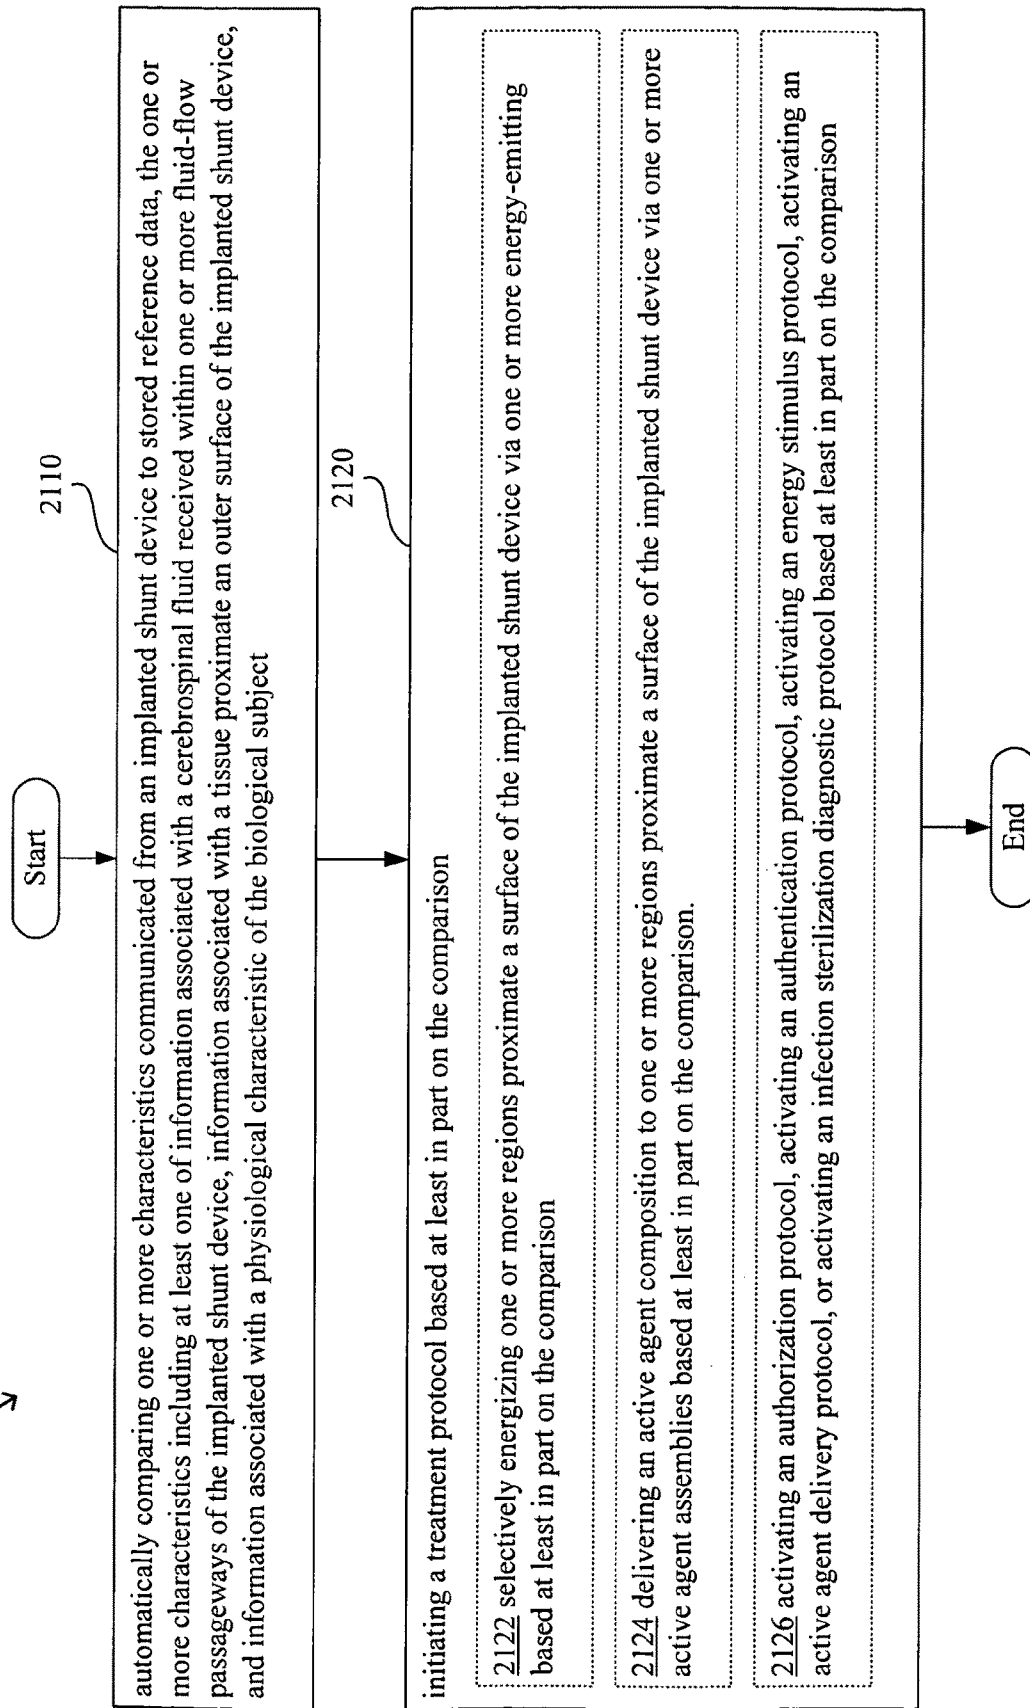 Start
2110
automatically comparing one or more characteristics communicated from an implanted shunt device to stored reference data, the one or
more characteristics including at least one of information associated with a cerebrospinal fluid received within one or more fluid-flow
passageways of the implanted shunt device, information associated with a tissue proximate an outer surface of the implanted shunt device,
and information associated with a physiological characteristic of the biological subject
2120
initiating a treatment protocol based at least in part on the comparison
2122 selectively energizing one or more regions proximate a surface of the implanted shunt device via one or more energy-emitting
based at least in part on the comparison
2124 delivering an active agent composition to one or more regions proximate a surface of the implanted shunt device via one or more
active agent assemblies based at least in part on the comparison.
2126 activating an authorization protocol, activating an authentication protocol, activating an energy stimulus protocol, activating an
active agent delivery protocol, or activating an infection sterilization diagnostic protocol based at least in part on the comparison
End